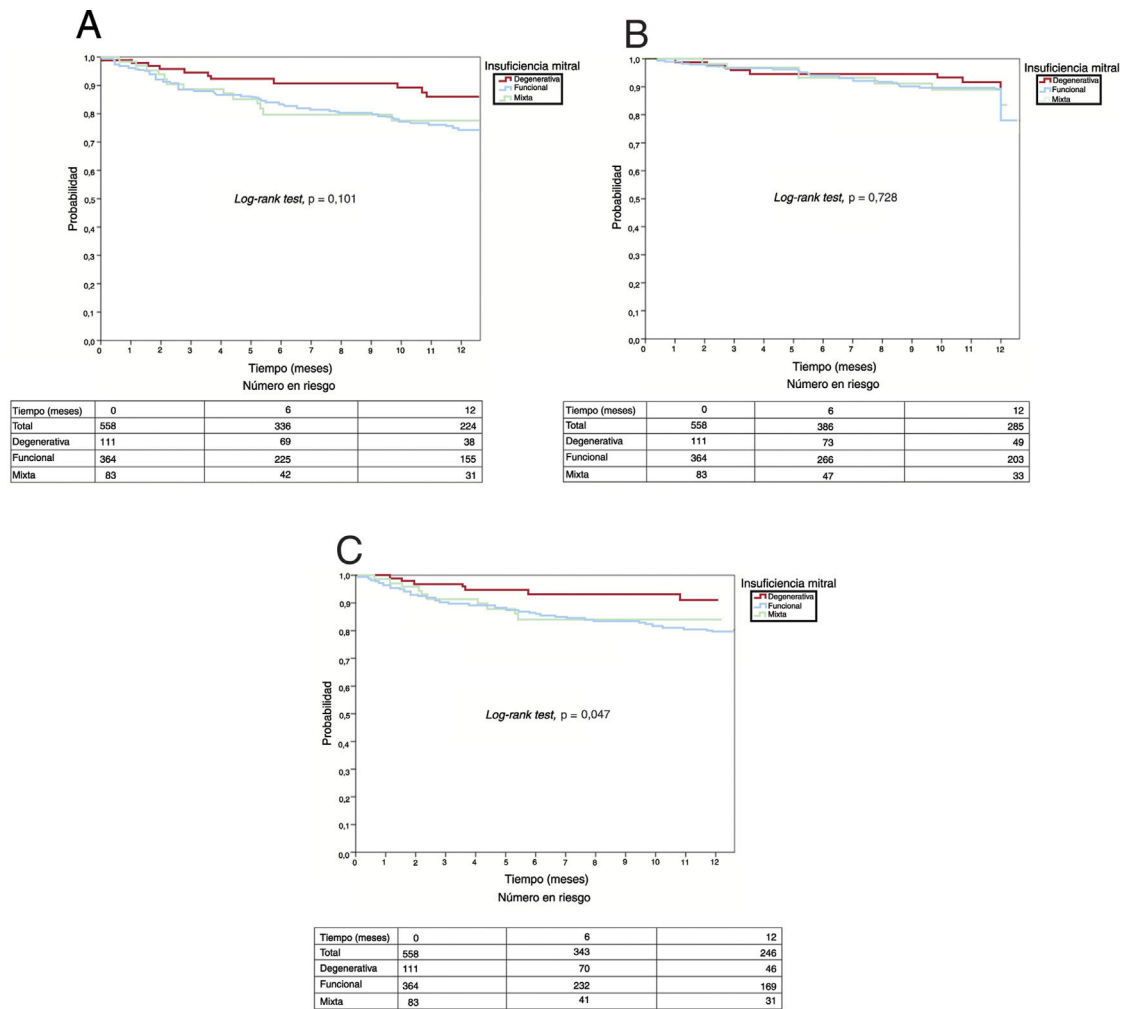 A
Insuficiencia mitral
Degenerativa
Funcional
Mixta
Probabilidad
1,0
0,9
0,8
0,7
0,6
0,5
0,4
0,3
0,2
0,1
0,0
Log-rank test, p = 0,101
0 1 2 3 4 5 6 7 8 9 10 11 12
Tiempo (meses)
Número en riesgo
Tiempo (meses) 0 6 12
Total 558 336 224
Degenerativa 111 69 38
Funcional 364 225 155
Mixta 83 42 31
B
Insuficiencia mitral
Degenerativa
Funcional
Mixta
Probabilidad
1,0
0,9
0,8
0,7
0,6
0,5
0,4
0,3
0,2
0,1
0,0
Log-rank test, p = 0,728
0 1 2 3 4 5 6 7 8 9 10 11 12
Tiempo (meses)
Número en riesgo
Tiempo (meses) 0 6 12
Total 558 386 285
Degenerativa 111 73 49
Funcional 364 266 203
Mixta 83 47 33
C
Insuficiencia mitral
Degenerativa
Funcional
Mixta
Probabilidad
1,0
0,9
0,8
0,7
0,6
0,5
0,4
0,3
0,2
0,1
0,0
Log-rank test, p = 0,047
0 1 2 3 4 5 6 7 8 9 10 11 12
Tiempo (meses)
Número en riesgo
Tiempo (meses) 0 6 12
Total 558 343 246
Degenerativa 111 70 46
Funcional 364 232 169
Mixta 83 41 31